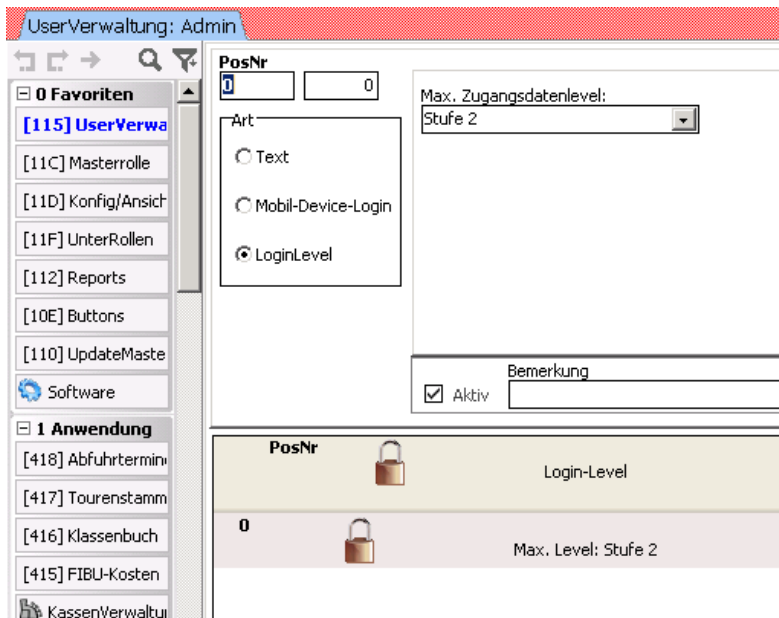 UserVerwaltung: Admin
0 Favoriten
[115] UserVerwa
[11C] Masterrolle
[11D] Konfig/Ansich
[11F] UnterRollen
[112] Reports
[10E] Buttons
[110] UpdateMaste
Software
1 Anwendung
[418] Abfuhrtermin
[417] Tourenstamm
[416] Klassenbuch
[415] FIBU-Kosten
KassenVerwaltu
PosNr
0 0
Art
Text
Mobil-Device-Login
LoginLevel
Max. Zugangsdatenlevel:
Stufe 2
Bemerkung
Aktiv
PosNr Login-Level
0 Max. Level: Stufe 2